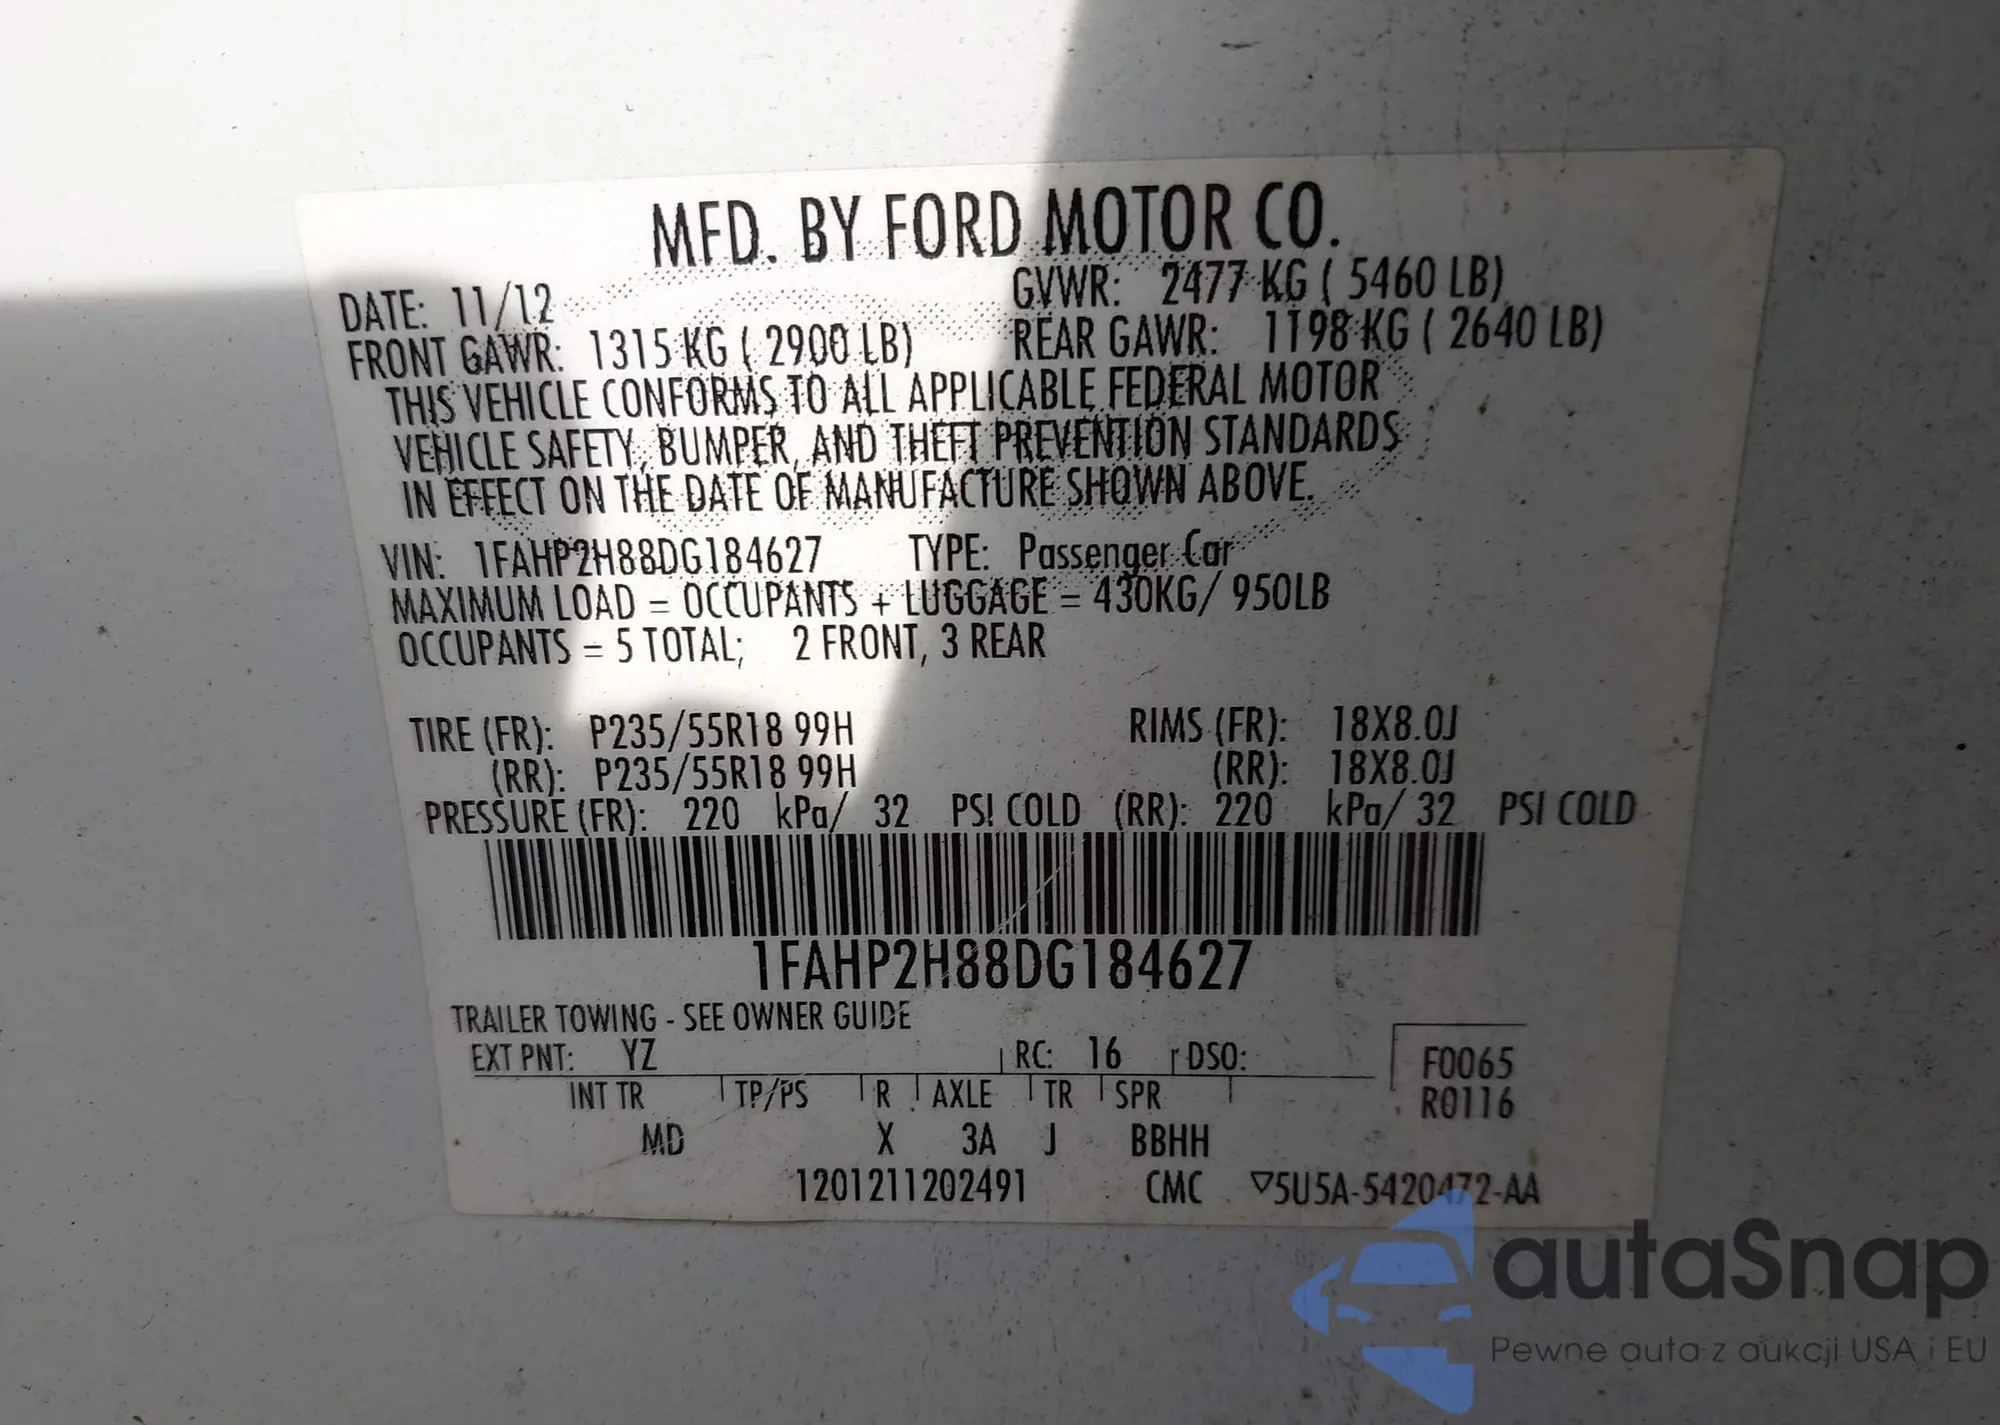 MFD. BY FORD MOTOR CO.
DATE: 11/12 GVWR: 2477 KG ( 5460 LB)
FRONT GAWR: 1315 KG ( 2900 LB) REAR GAWR: 1198 KG ( 2640 LB)
THIS VEHICLE CONFORMS TO ALL APPLICABLE FEDERAL MOTOR
VEHICLE SAFETY, BUMPER, AND THEFT PREVENTION STANDARDS
IN EFFECT ON THE DATE OF MANUFACTURE SHOWN ABOVE.
VIN: 1FAHP2H88DG184627 TYPE: Passenger Car
MAXIMUM LOAD = OCCUPANTS + LUGGAGE = 430KG/ 950LB
OCCUPANTS = 5 TOTAL; 2 FRONT, 3 REAR
TIRE (FR): P235/55R18 99H RIMS (FR): 18X8.0J
(RR): P235/55R18 99H (RR): 18X8.0J
PRESSURE (FR): 220 kPa/ 32 PSI COLD (RR): 220 kPa/ 32 PSI COLD
1FAHP2H88DG184627
TRAILER TOWING - SEE OWNER GUIDE
EXT PNT: YZ RC: 16 DSO: F0065
INT TR TP/PS R AXLE TR SPR R0116
MD X 3A J BBHH
1201211202491 CMC ▽5U5A-5420472-AA
autaSnap
Pewne auta z aukcji USA i EU